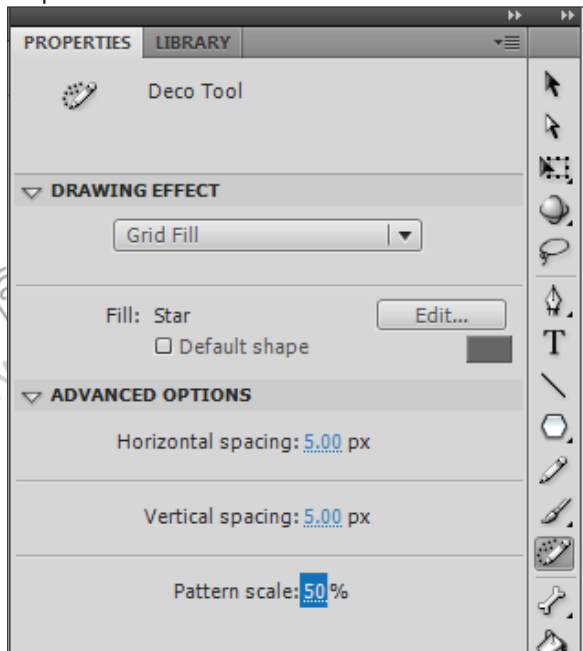 PROPERTIES LIBRARY
Deco Tool
DRAWING EFFECT
Grid Fill
Fill: Star Edit...
Default shape
ADVANCED OPTIONS
Horizontal spacing: 5.00 px
Vertical spacing: 5.00 px
Pattern scale: 50 %
T